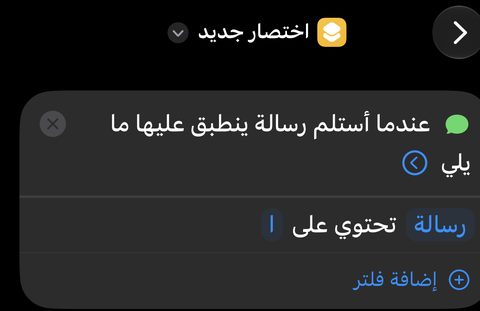 اختصار جديد
عندما أستلم رسالة ينطبق عليها ما
يلي
رسالة تحتوي على ا
إضافة فلتر